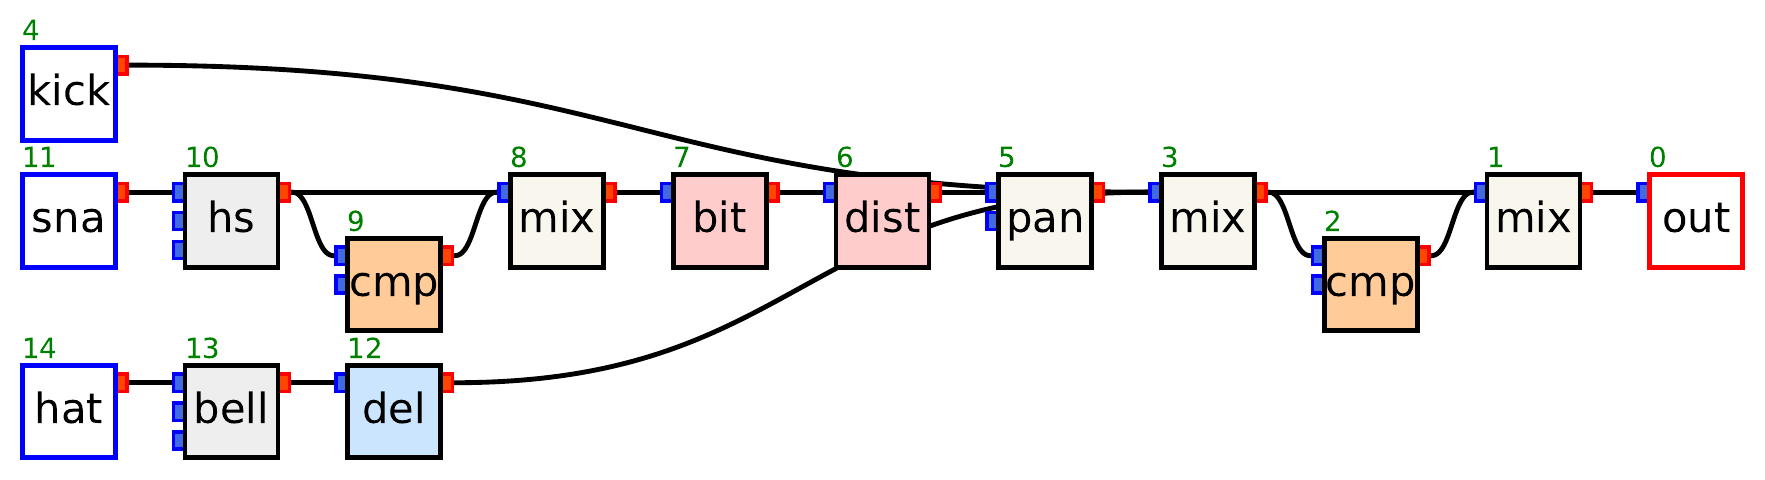 4
kick
11 10 8 7 6 5 3 1 0
sna hs mix bit dist pan mix mix out
9 2
cmp cmp
14 13 12
hat bell del